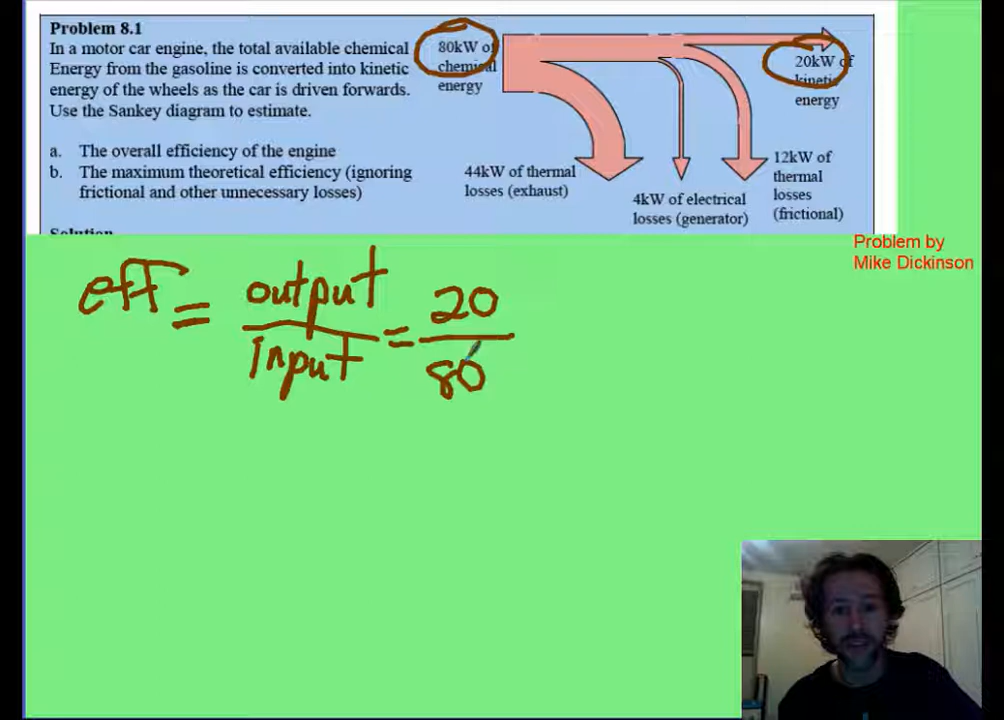 Problem 8.1
In a motor car engine, the total available chemical
Energy from the gasoline is converted into kinetic
energy of the wheels as the car is driven forwards.
Use the Sankey diagram to estimate.
a. The overall efficiency of the engine
b. The maximum theoretical efficiency (ignoring
frictional and other unnecessary losses)
Solution
80kW of
chemical
energy
20kW of
kinetic
energy
44kW of thermal
losses (exhaust)
4kW of electrical
losses (generator)
12kW of
thermal
losses
(frictional)
Problem by
Mike Dickinson
eff = output / input = 20 / 80